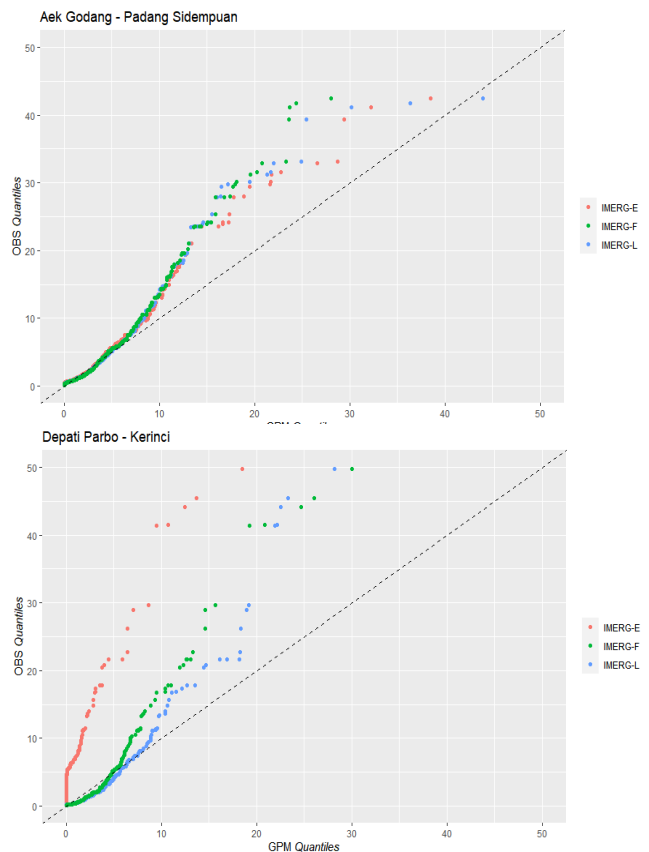 Aek Godang - Padang Sidempuan
50
40
30
20
10
0
OBS Quantiles
0 10 20 30 40 50
GPM Quantiles
IMERG-E
IMERG-F
IMERG-L
Depati Parbo - Kerinci
50
40
30
20
10
0
OBS Quantiles
0 10 20 30 40 50
GPM Quantiles
IMERG-E
IMERG-F
IMERG-L